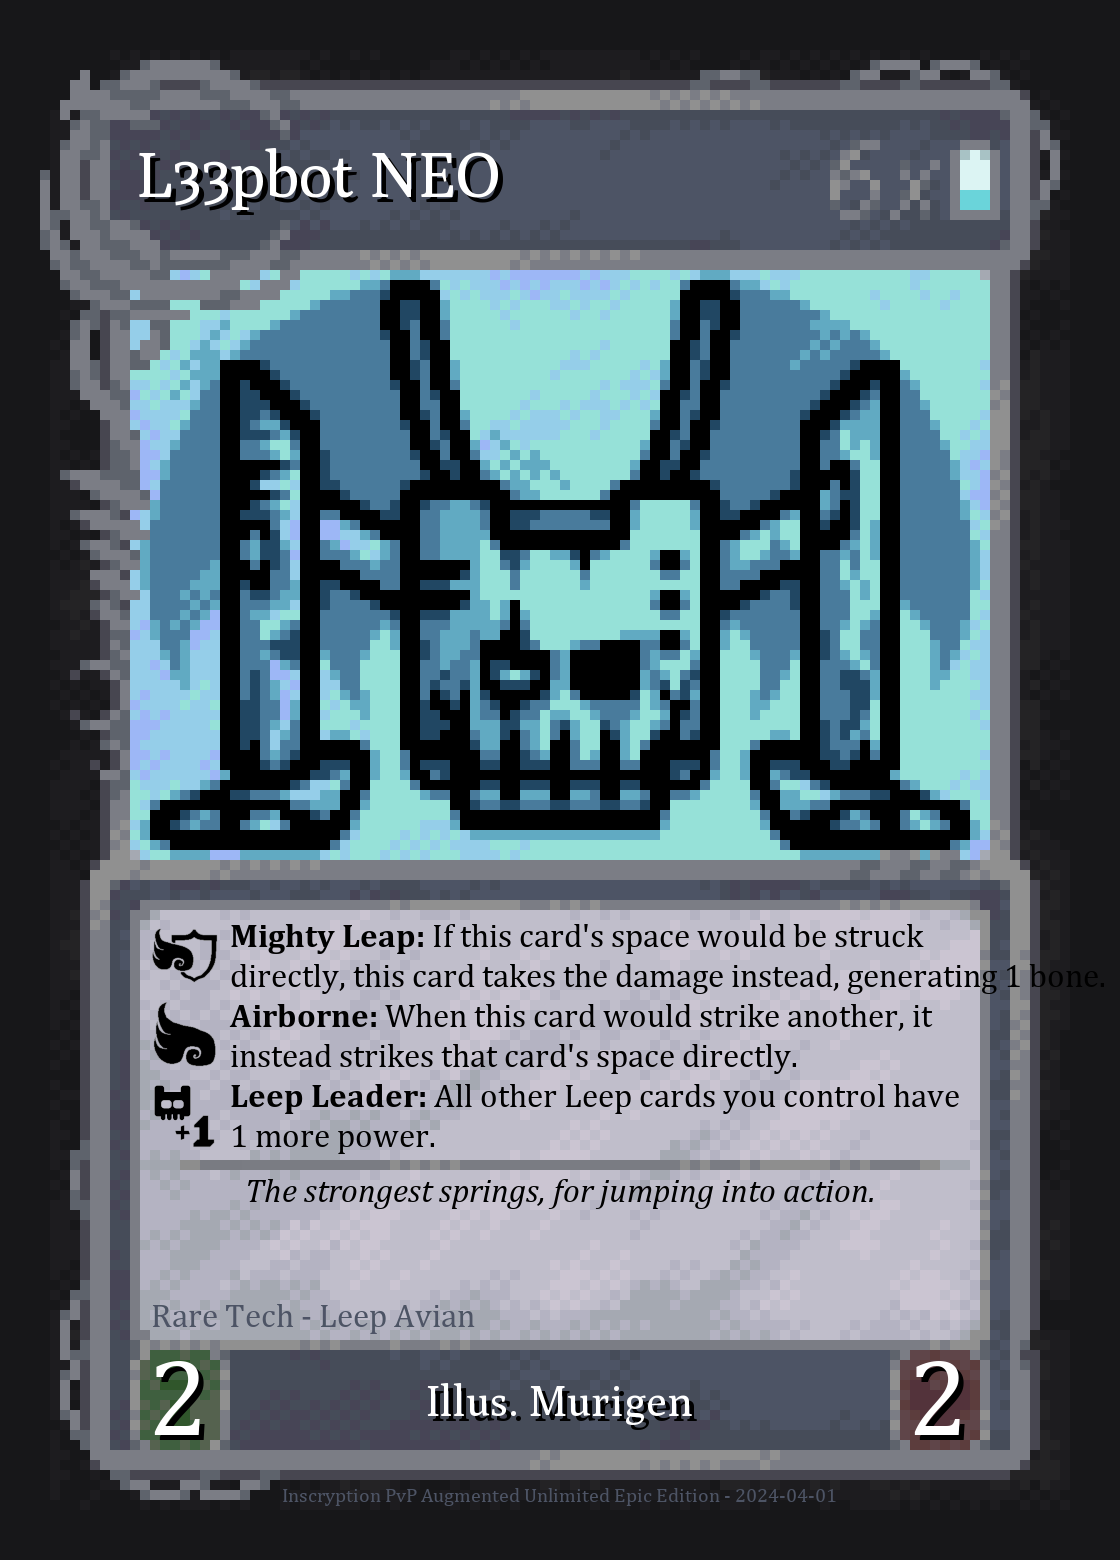 L33pbot NEO
6x
Mighty Leap: If this card's space would be struck
directly, this card takes the damage instead, generating 1 bone.
Airborne: When this card would strike another, it
instead strikes that card's space directly.
Leep Leader: All other Leep cards you control have
+1
1 more power.
The strongest springs, for jumping into action.
Rare Tech - Leep Avian
2
Illus. Murigen
2
Inscryption PvP Augmented Unlimited Epic Edition - 2024-04-01